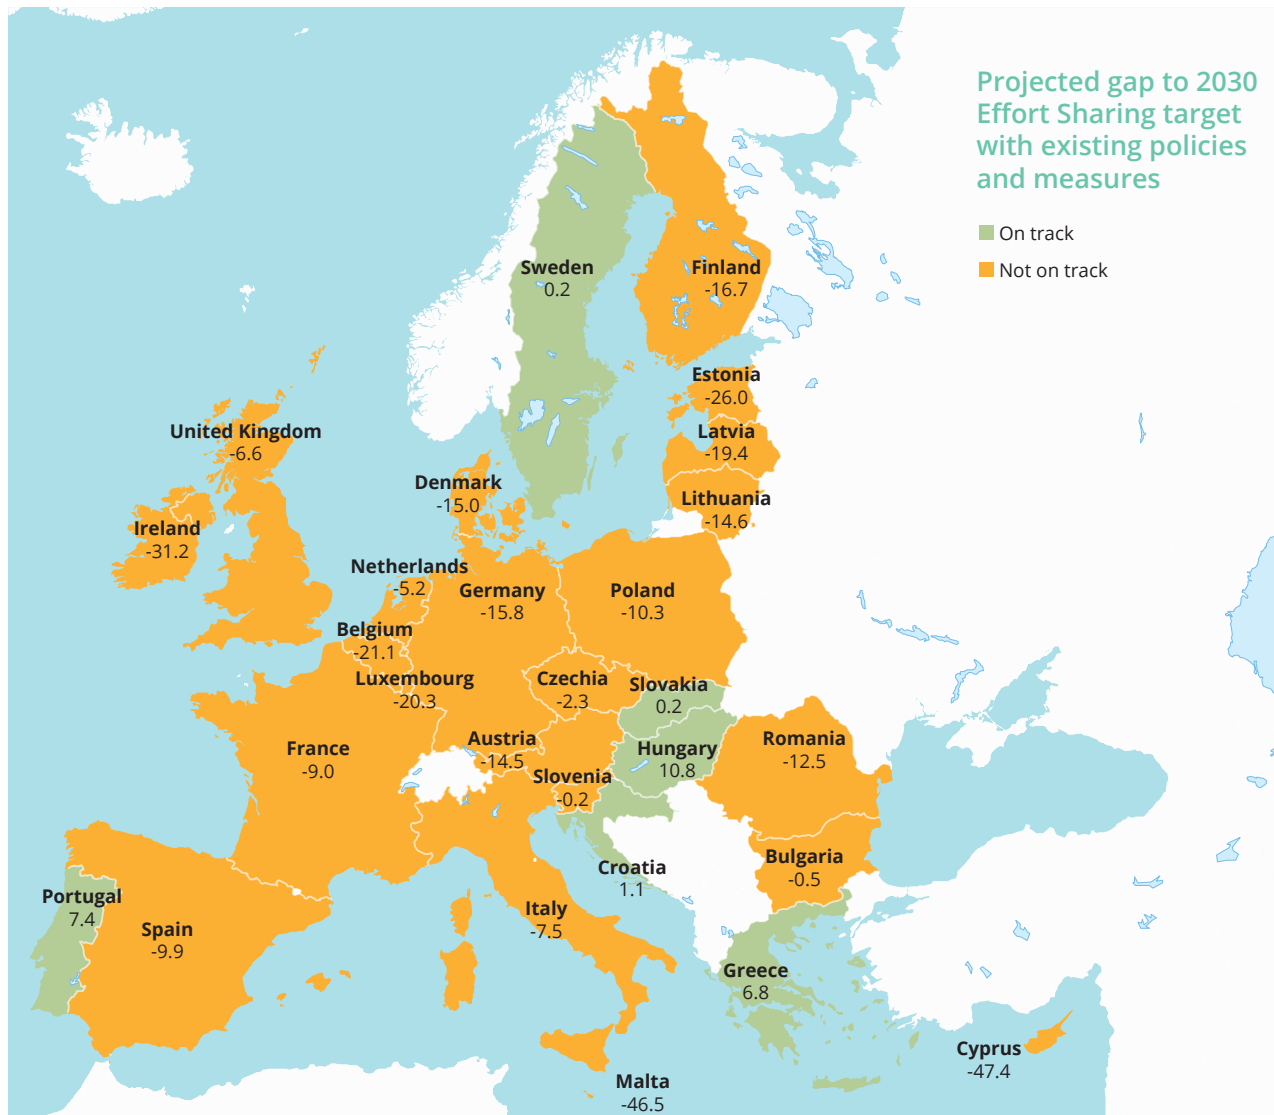 Projected gap to 2030
Effort Sharing target
with existing policies
and measures
On track
Not on track
Sweden
0.2
Finland
-16.7
Estonia
-26.0
United Kingdom
-6.6
Latvia
-19.4
Denmark
-15.0
Lithuania
-14.6
Ireland
-31.2
Netherlands
-5.2
Germany
-15.8
Poland
-10.3
Belgium
-21.1
Luxembourg
-20.3
Czechia
-2.3
Slovakia
0.2
France
-9.0
Austria
-14.5
Hungary
10.8
Romania
-12.5
Slovenia
-0.2
Croatia
1.1
Bulgaria
-0.5
Portugal
7.4
Spain
-9.9
Italy
-7.5
Greece
6.8
Cyprus
-47.4
Malta
-46.5